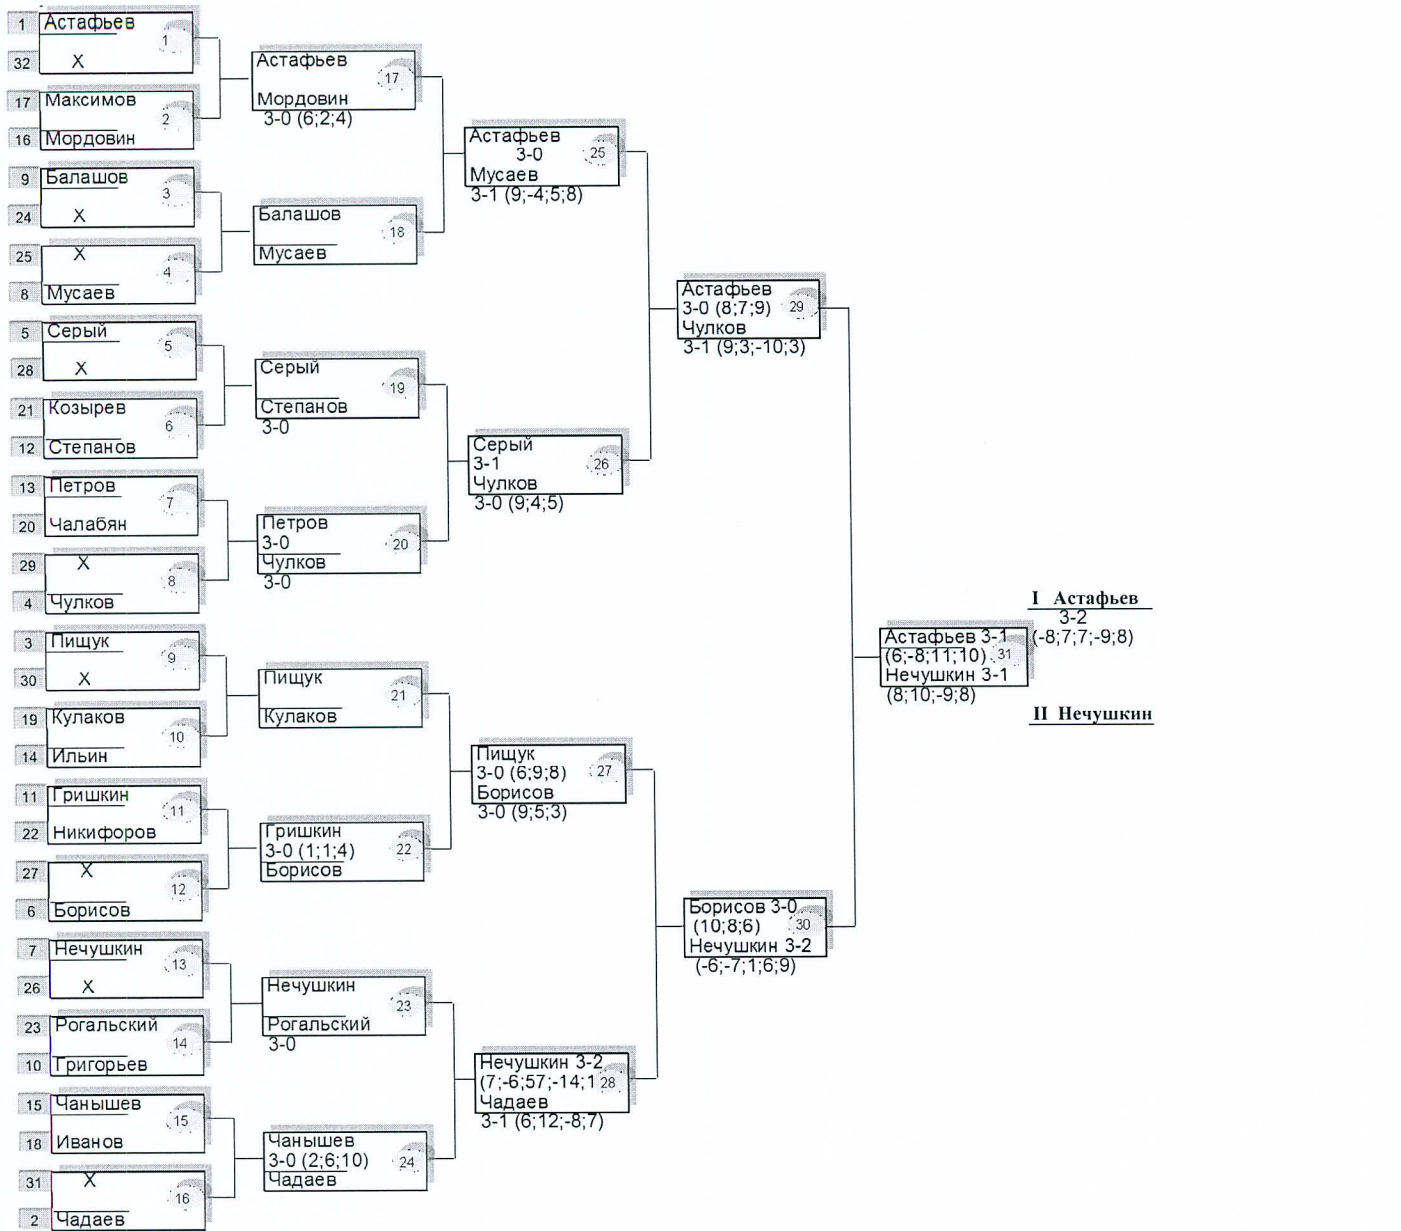 1 Астафьев 1
32 X
17 Максимов 2
16 Мордовин
9 Балашов 3
24 X
25 X 4
8 Мусаев
5 Серый 5
28 X
21 Козырев 6
12 Степанов
13 Петров 7
20 Чалабян
29 X 8
4 Чулков
3 Пищук 9
30 X
19 Кулаков 10
14 Ильин
11 Гришкин 11
22 Никифоров
27 X 12
6 Борисов
7 Нечушкин 13
26 X
23 Рогальский 14
10 Григорьев
15 Чанышев 15
18 Иванов
31 X 16
2 Чадаев
Астафьев 17
Мордовин
3-0 (6;2;4)
Балашов 18
Мусаев
Серый 19
Степанов
3-0
Петров
3-0 20
Чулков
3-0
Пищук 21
Кулаков
Гришкин
3-0 (1;1;4) 22
Борисов
Нечушкин 23
Рогальский
3-0
Чанышев
3-0 (2;6;10) 24
Чадаев
Астафьев
3-0 25
Мусаев
3-1 (9;-4;5;8)
Серый
3-1 26
Чулков
3-0 (9;4;5)
Пищук
3-0 (6;9;8) 27
Борисов
3-0 (9;5;3)
Нечушкин 3-2
(7;-6;57;-14;1 28
Чадаев
3-1 (6;12;-8;7)
Астафьев
3-0 (8;7;9) 29
Чулков
3-1 (9;3;-10;3)
Борисов 3-0
(10;8;6) 30
Нечушкин 3-2
(-6;-7;1;6;9)
Астафьев 3-1
(6;-8;11;10) 31
Нечушкин 3-1
(8;10;-9;8)
I Астафьев
3-2
(-8;7;7;-9;8)
II Нечушкин